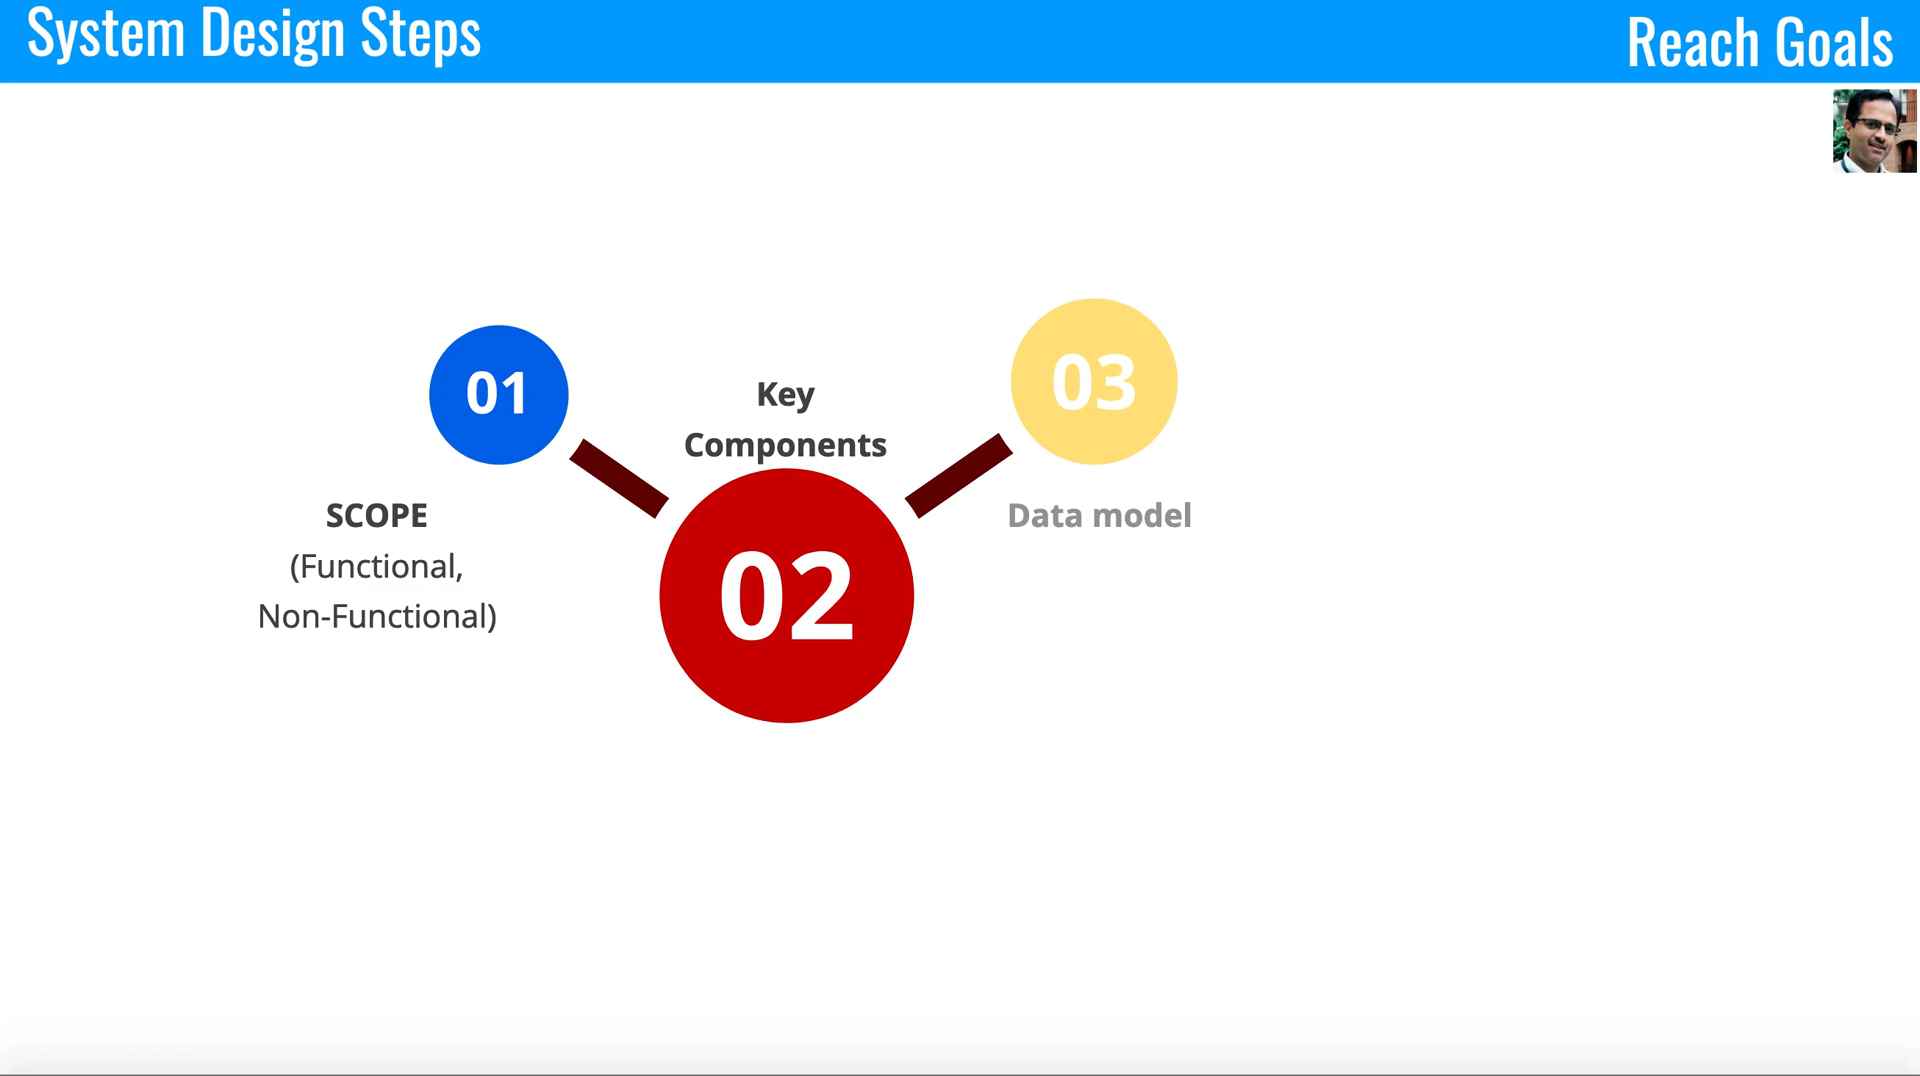 System Design Steps
Reach Goals
01
SCOPE
(Functional,
Non-Functional)
Key
Components
02
03
Data model